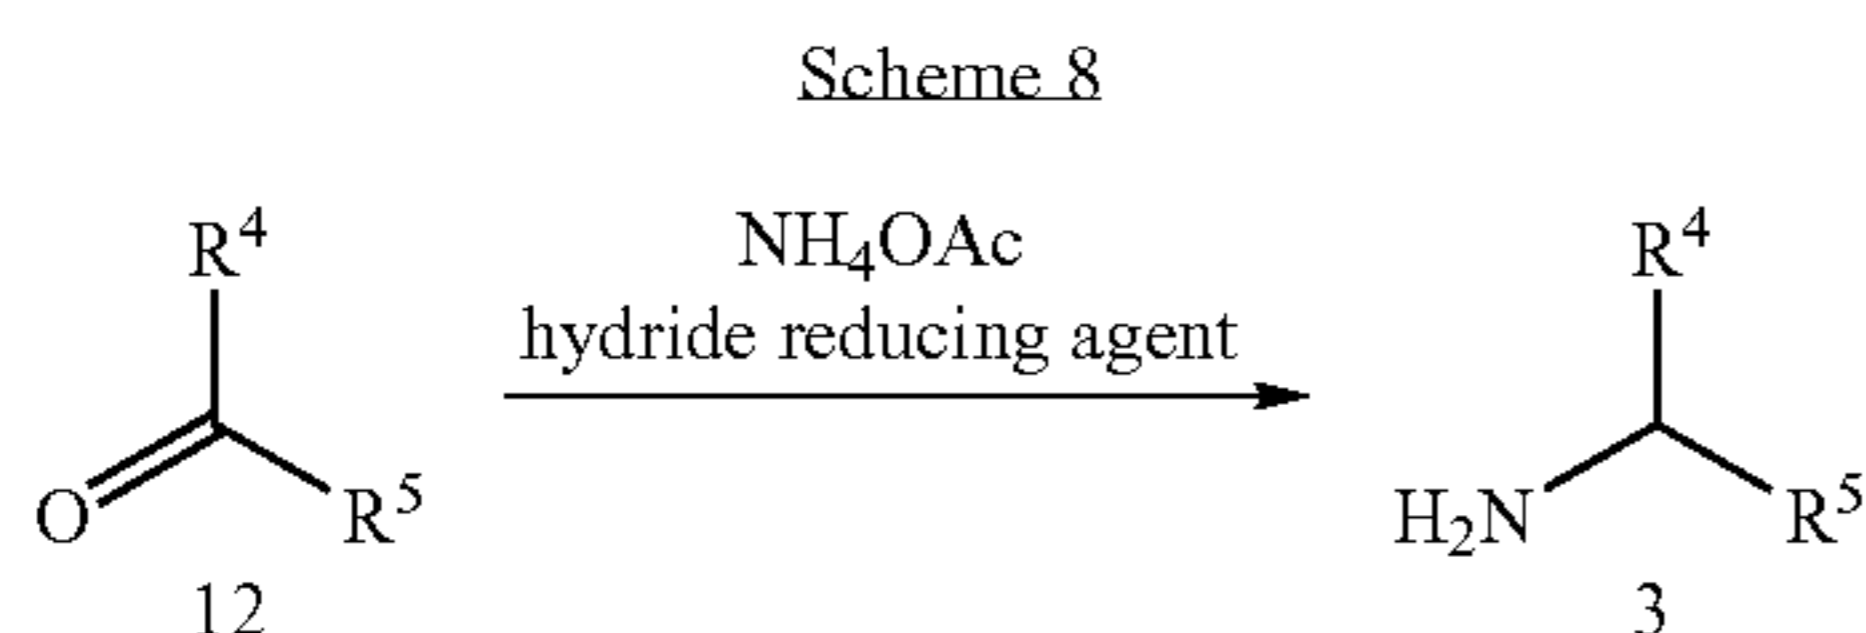 Scheme 8
R⁴
NH₄OAc
R⁴
hydride reducing agent
O
R⁵
H₂N
R⁵
12
3